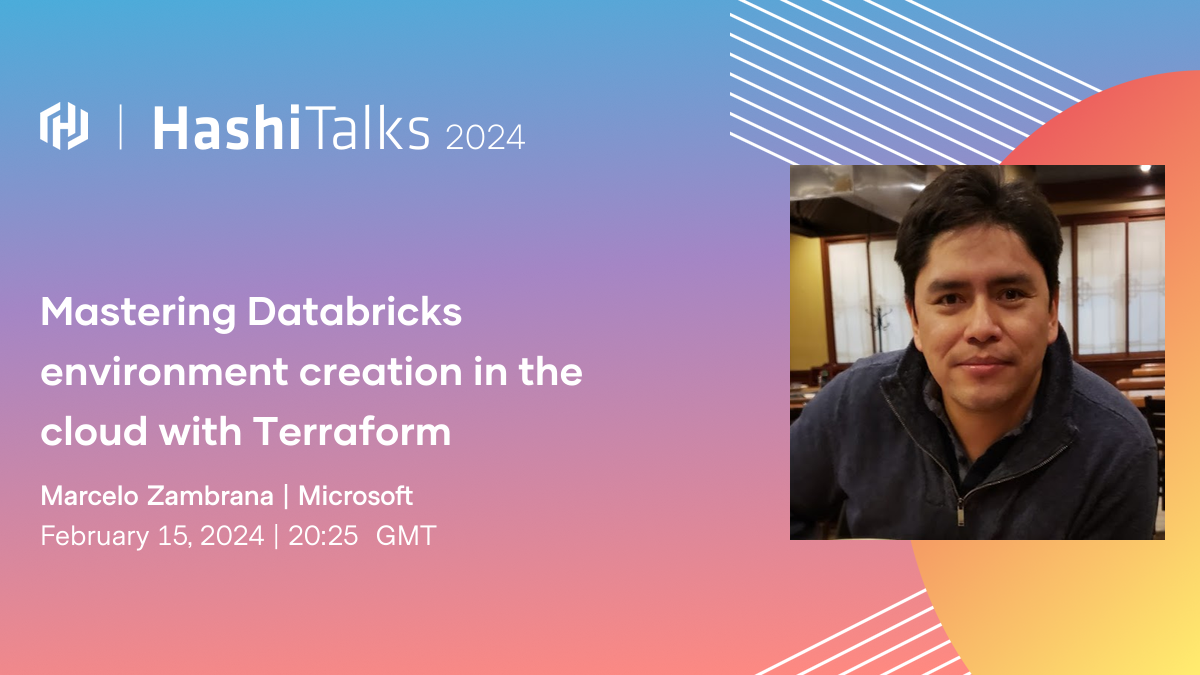 HashiTalks 2024
Mastering Databricks
environment creation in the
cloud with Terraform
Marcelo Zambrana | Microsoft
February 15, 2024 | 20:25 GMT